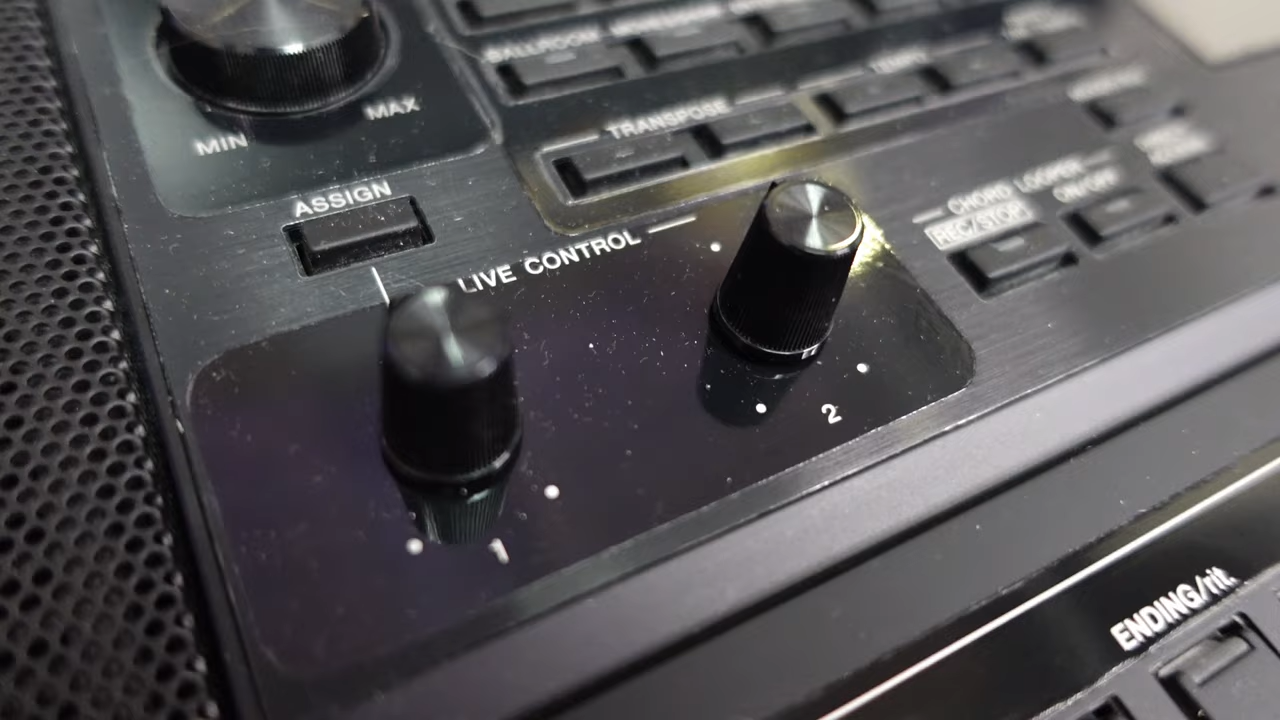 BALLROOM
TRANSPOSE
TEMPO
MIN
MAX
ASSIGN
LIVE CONTROL
CHORD LOOPER
REC/STOP
ON/OFF
1
2
ENDING/rit.